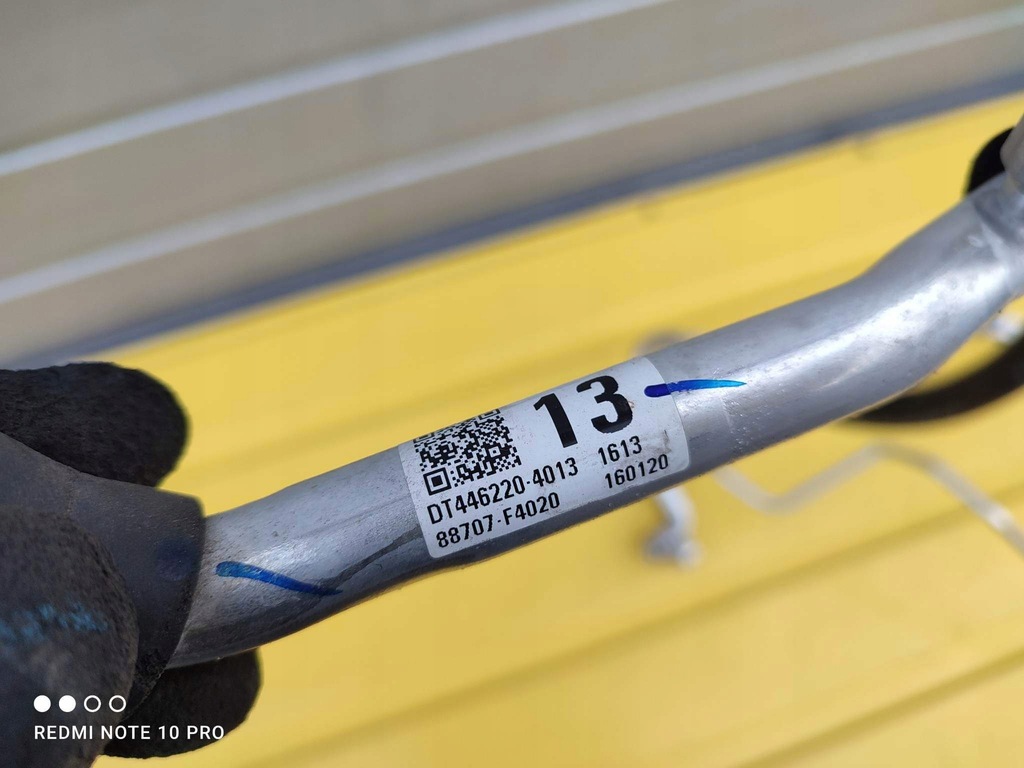 13
DT446220-4013 1613
88707-F4020 160120
REDMI NOTE 10 PRO